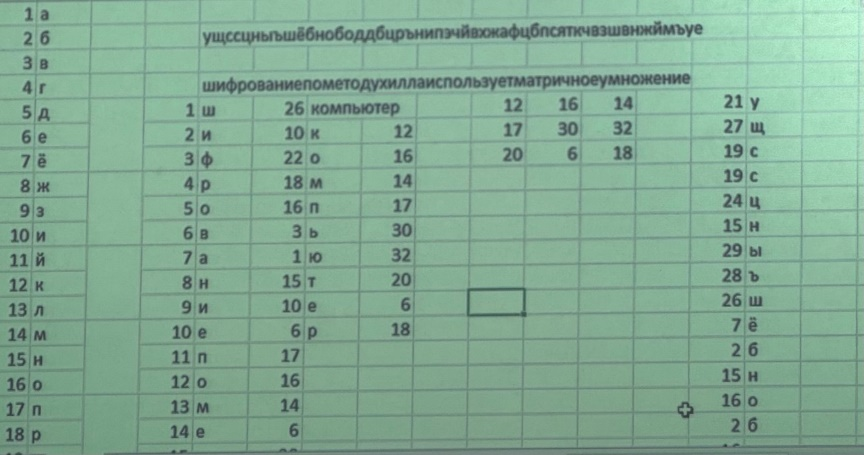 1 а
2 б ущссцныъшёбнободдбцръниpзчйвхжафцбпсяткчвзшвнжймъуе
3 в
4 г шифрованиепометодухиллаиспользуетматричноеумножение
5 д 1 ш 26 компьютер 12 16 14 21 у
6 е 2 и 10 к 12 17 30 32 27 щ
7 ё 3 ф 22 о 16 20 6 18 19 с
8 ж 4 р 18 м 14 19 с
9 з 5 о 16 п 17 24 ц
10 и 6 в 3 ь 30 15 н
11 й 7 а 1 ю 32 29 ы
12 к 8 н 15 т 20 28 ъ
13 л 9 и 10 е 6 26 ш
14 м 10 е 6 р 18 7 ё
15 н 11 п 17 2 б
16 о 12 о 16 15 н
17 п 13 м 14 16 о
18 р 14 е 6 2 б